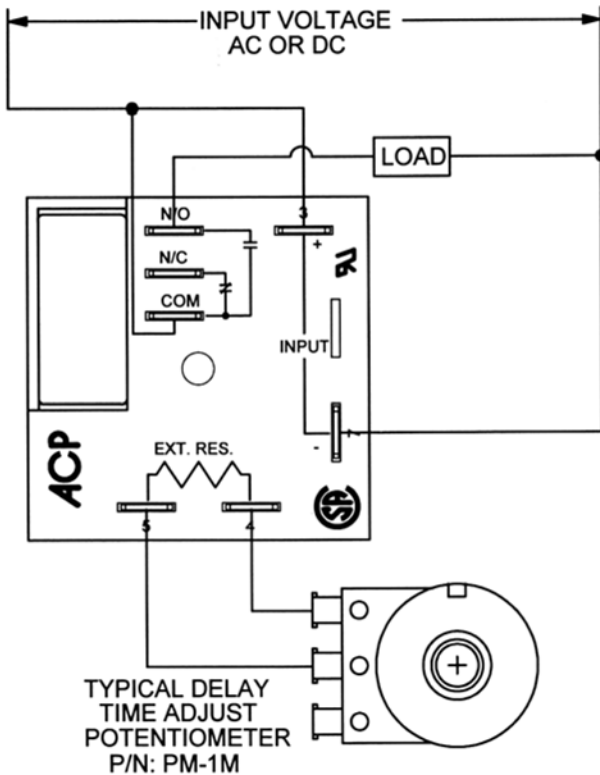 INPUT VOLTAGE
AC OR DC
LOAD
N/O
3
+
N/C
COM
INPUT
-
ACP
EXT. RES.
5
4
TYPICAL DELAY
TIME ADJUST
POTENTIOMETER
P/N: PM-1M